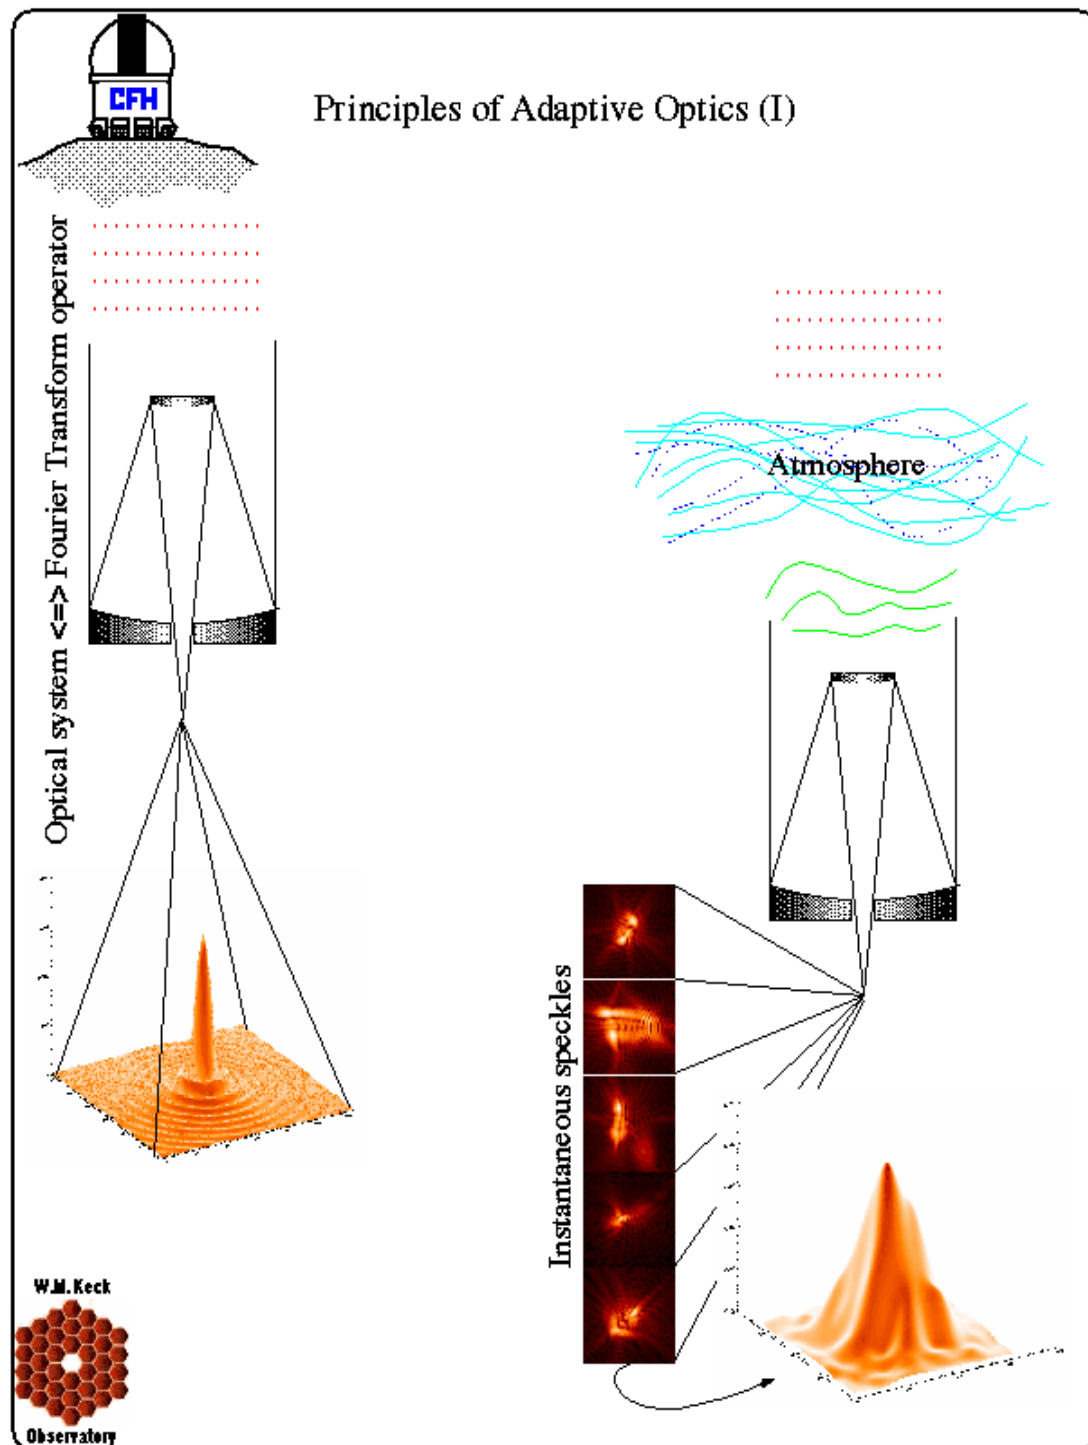 CFH
Principles of Adaptive Optics (I)
Optical system <=> Fourier Transform operator
Atmosphere
Instantaneous speckles
W.M. Keck
Observatory